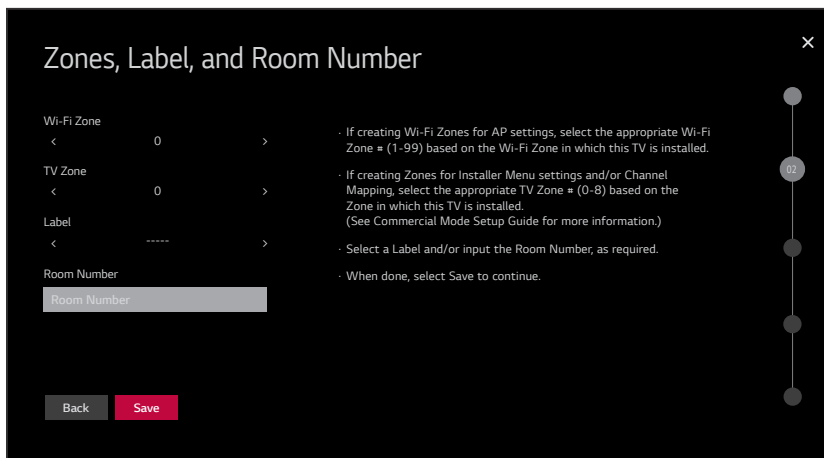 Zones, Label, and Room Number
×
Wi-Fi Zone
< 0 >
TV Zone
< 0 >
Label
< ----- >
Room Number
Room Number
· If creating Wi-Fi Zones for AP settings, select the appropriate Wi-Fi
Zone # (1-99) based on the Wi-Fi Zone in which this TV is installed.
· If creating Zones for Installer Menu settings and/or Channel
Mapping, select the appropriate TV Zone # (0-8) based on the
Zone in which this TV is installed.
(See Commercial Mode Setup Guide for more information.)
· Select a Label and/or input the Room Number, as required.
· When done, select Save to continue.
02
Back Save